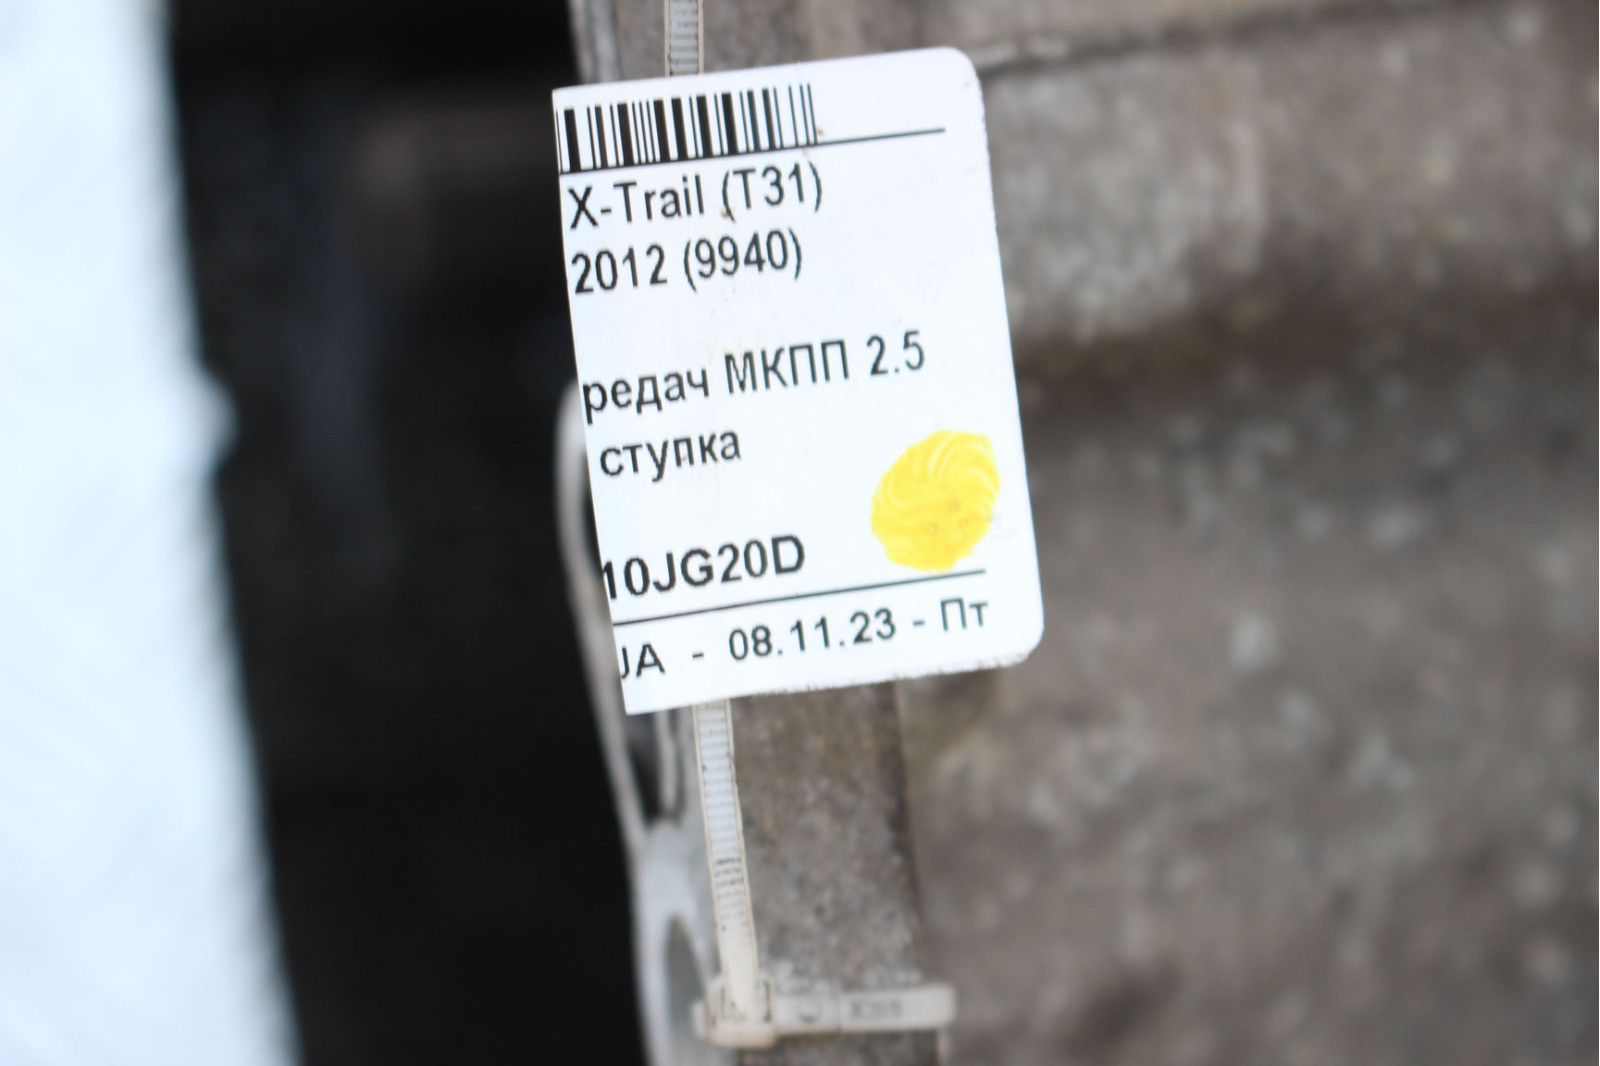 X-Trail (T31)
2012 (9940)
редач МКПП 2.5
ступка
10JG20D
JA - 08.11.23 - Пт